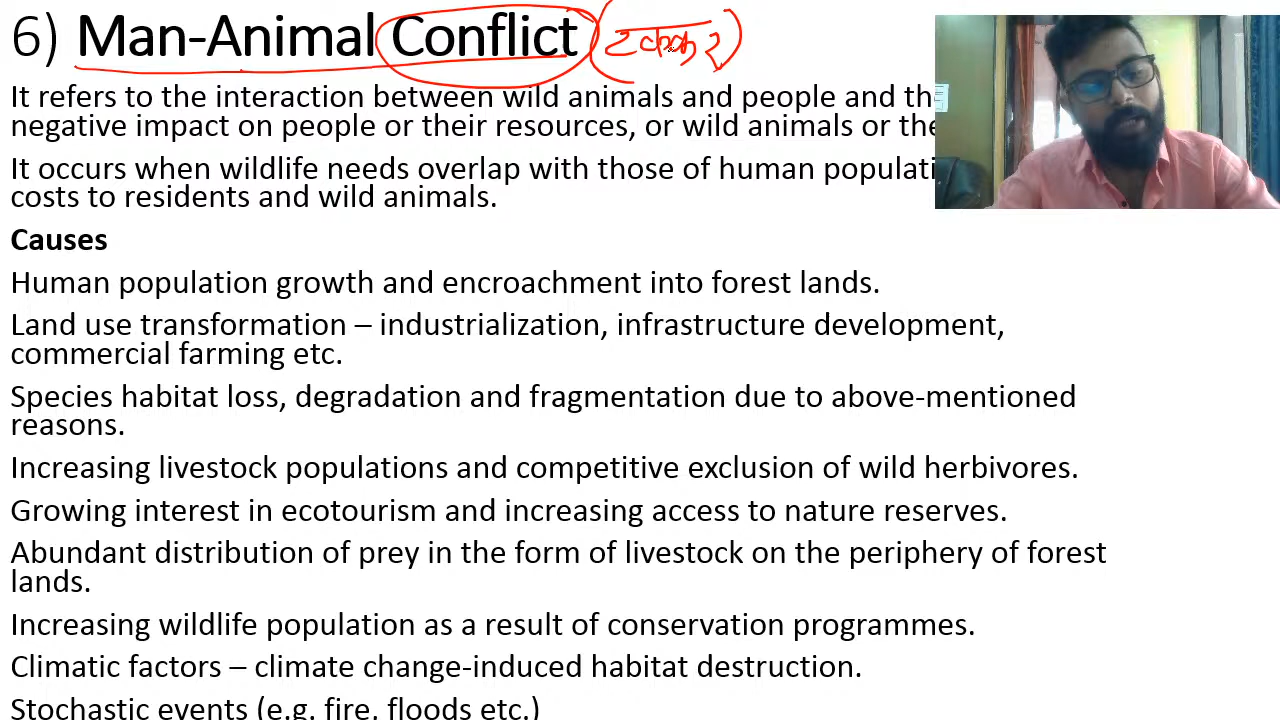 6) Man-Animal Conflict (टक्कर)
It refers to the interaction between wild animals and people and
negative impact on people or their resources, or wild animals or
It occurs when wildlife needs overlap with those of human
costs to residents and wild animals.
Causes
Human population growth and encroachment into forest lands.
Land use transformation – industrialization, infrastructure development,
commercial farming etc.
Species habitat loss, degradation and fragmentation due to above-mentioned
reasons.
Increasing livestock populations and competitive exclusion of wild herbivores.
Growing interest in ecotourism and increasing access to nature reserves.
Abundant distribution of prey in the form of livestock on the periphery of forest
lands.
Increasing wildlife population as a result of conservation programmes.
Climatic factors – climate change-induced habitat destruction.
Stochastic events (e.g. fire, floods etc.)